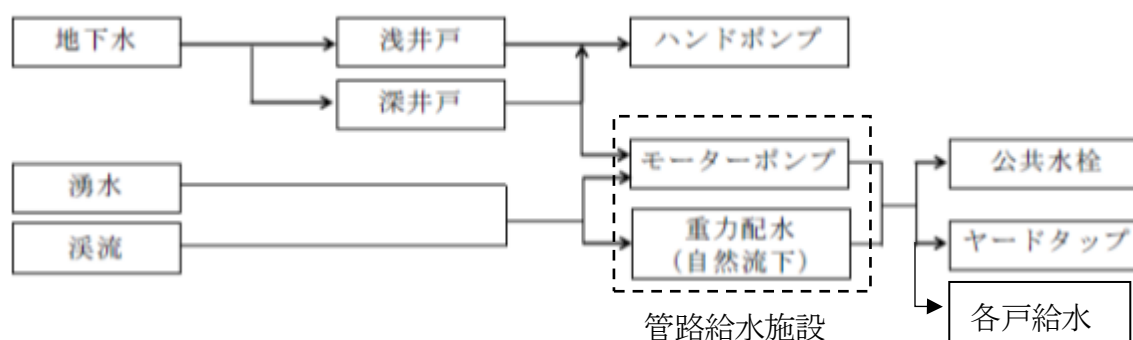 地下水
浅井戸
ハンドポンプ
深井戸
モーターポンプ
公共水栓
湧水
渓流
重力配水
(自然流下)
ヤードタップ
各戸給水
管路給水施設